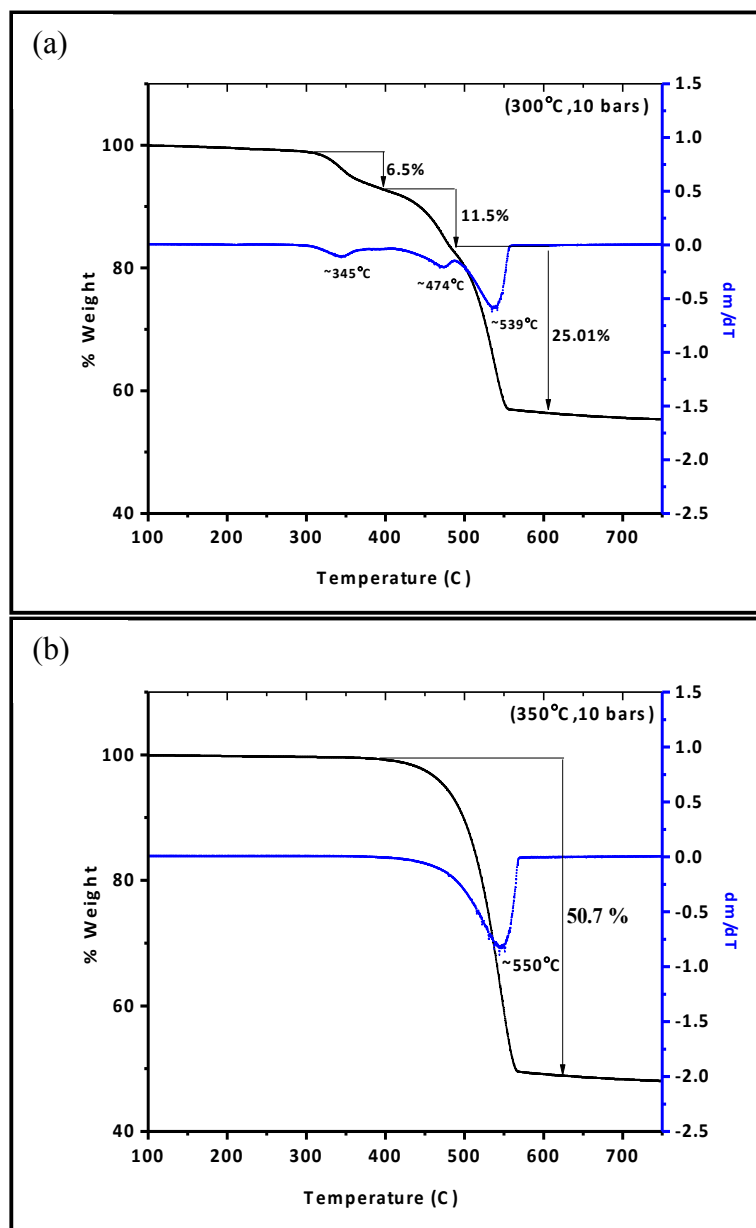 (a)
(300°C,10 bars)
1.5
1.0
0.5
0.0
-0.5
-1.0
-1.5
-2.0
-2.5
dm/dT
100
80
60
40
% Weight
6.5%
11.5%
25.01%
~345°C
~474°C
~539°C
100 200 300 400 500 600 700
Temperature (C)
(b)
(350°C,10 bars)
1.5
1.0
0.5
0.0
-0.5
-1.0
-1.5
-2.0
-2.5
dm/dT
100
80
60
40
% Weight
50.7 %
~550°C
100 200 300 400 500 600 700
Temperature (C)